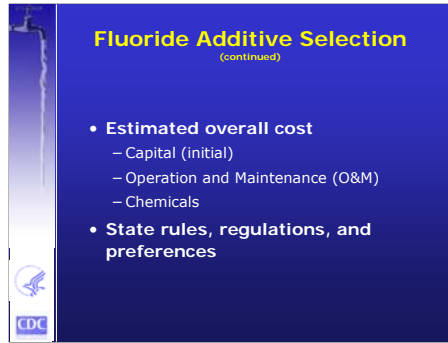 Fluoride Additive Selection
(continued)
• Estimated overall cost
– Capital (initial)
– Operation and Maintenance (O&M)
– Chemicals
• State rules, regulations, and
preferences
CDC